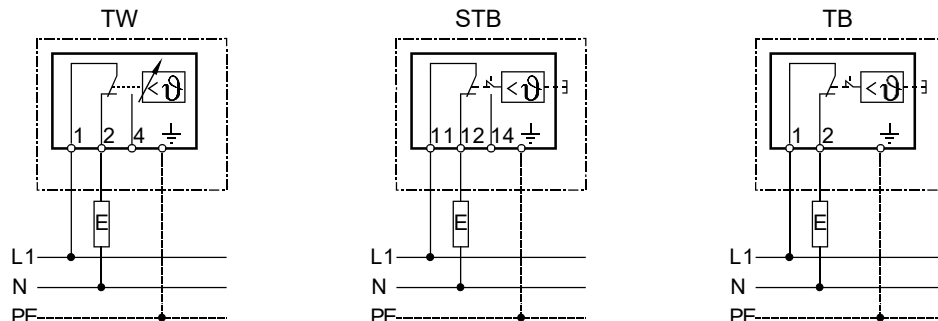 TW STB TB
<ϑ <ϑ <ϑ
1 2 4 11 12 14 1 2
E E E
L1 L1 L1
N N N
PE PE PE